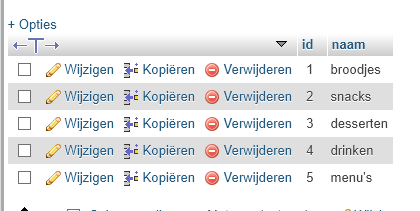 + Opties
←T→ id naam
Wijzigen Kopiëren Verwijderen 1 broodjes
Wijzigen Kopiëren Verwijderen 2 snacks
Wijzigen Kopiëren Verwijderen 3 desserten
Wijzigen Kopiëren Verwijderen 4 drinken
Wijzigen Kopiëren Verwijderen 5 menu's